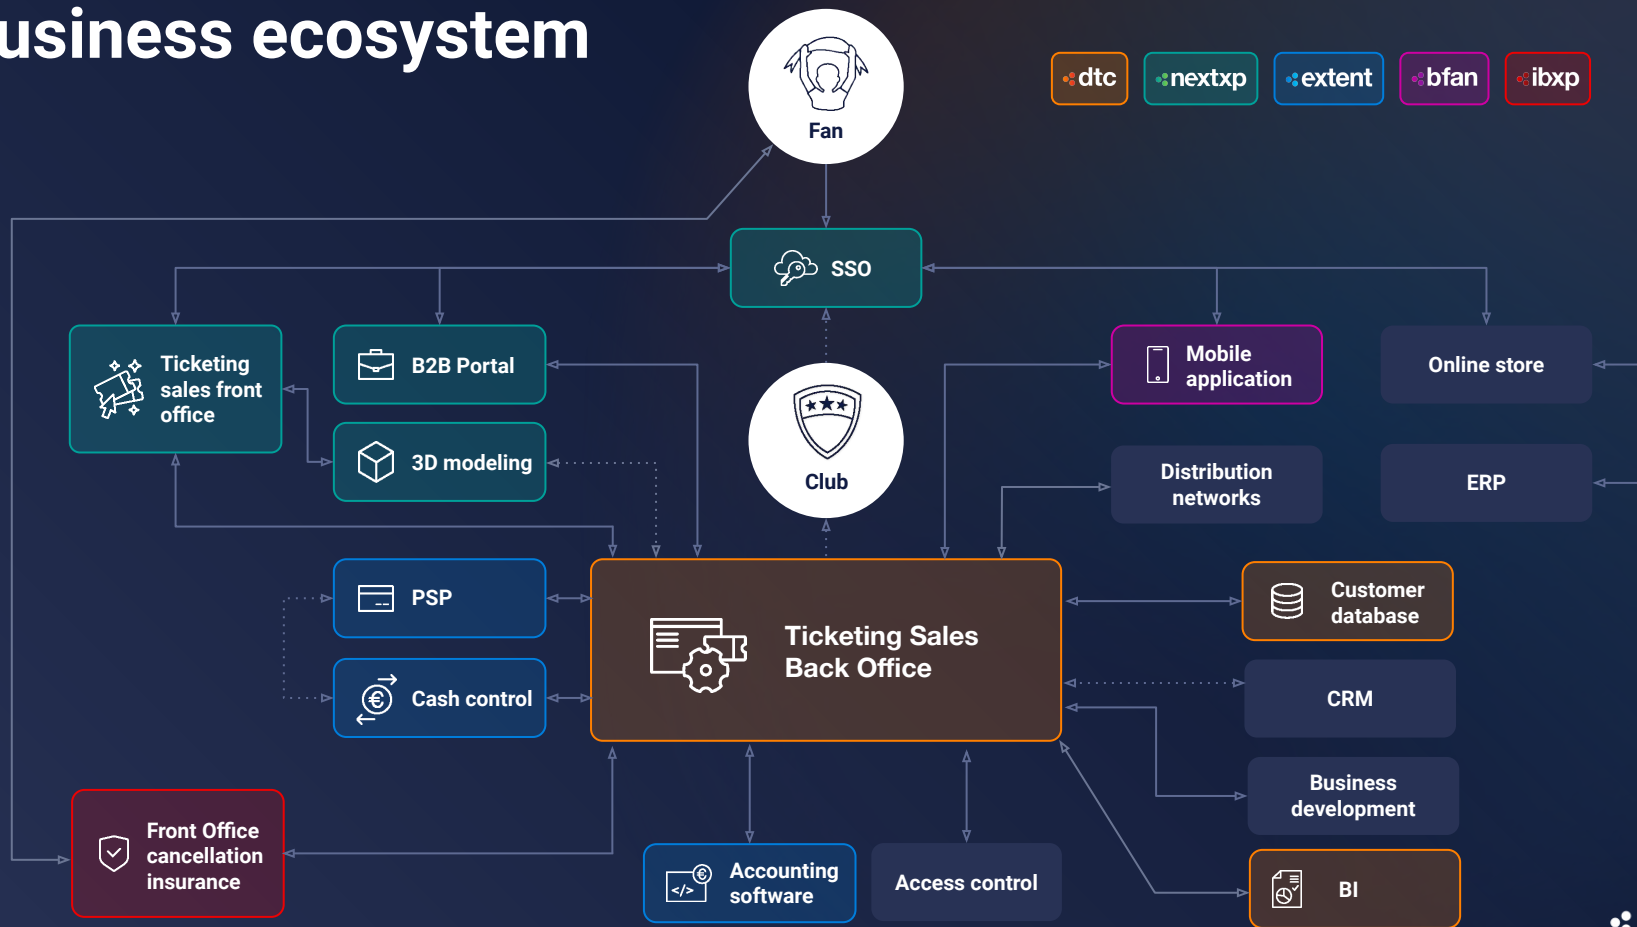 usiness ecosystem
Fan
dtc
nextxp
extent
bfan
ibxp
SSO
Ticketing
sales front
office
B2B Portal
3D modeling
Club
Mobile
application
Online store
Distribution
networks
ERP
PSP
Cash control
€
Ticketing Sales
Back Office
Customer
database
CRM
Business
development
Front Office
cancellation
insurance
€
</>
Accounting
software
Access control
BI